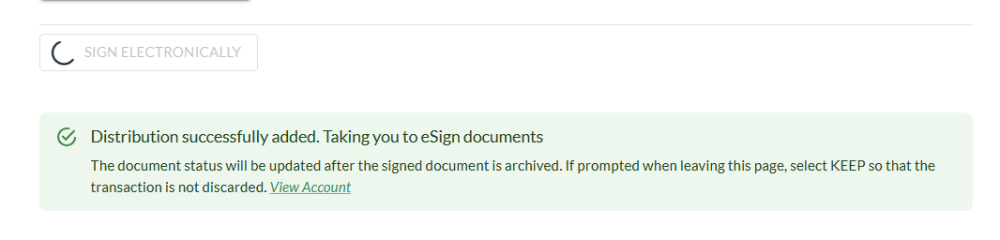 SIGN ELECTRONICALLY
Distribution successfully added. Taking you to eSign documents
The document status will be updated after the signed document is archived. If prompted when leaving this page, select KEEP so that the
transaction is not discarded. View Account